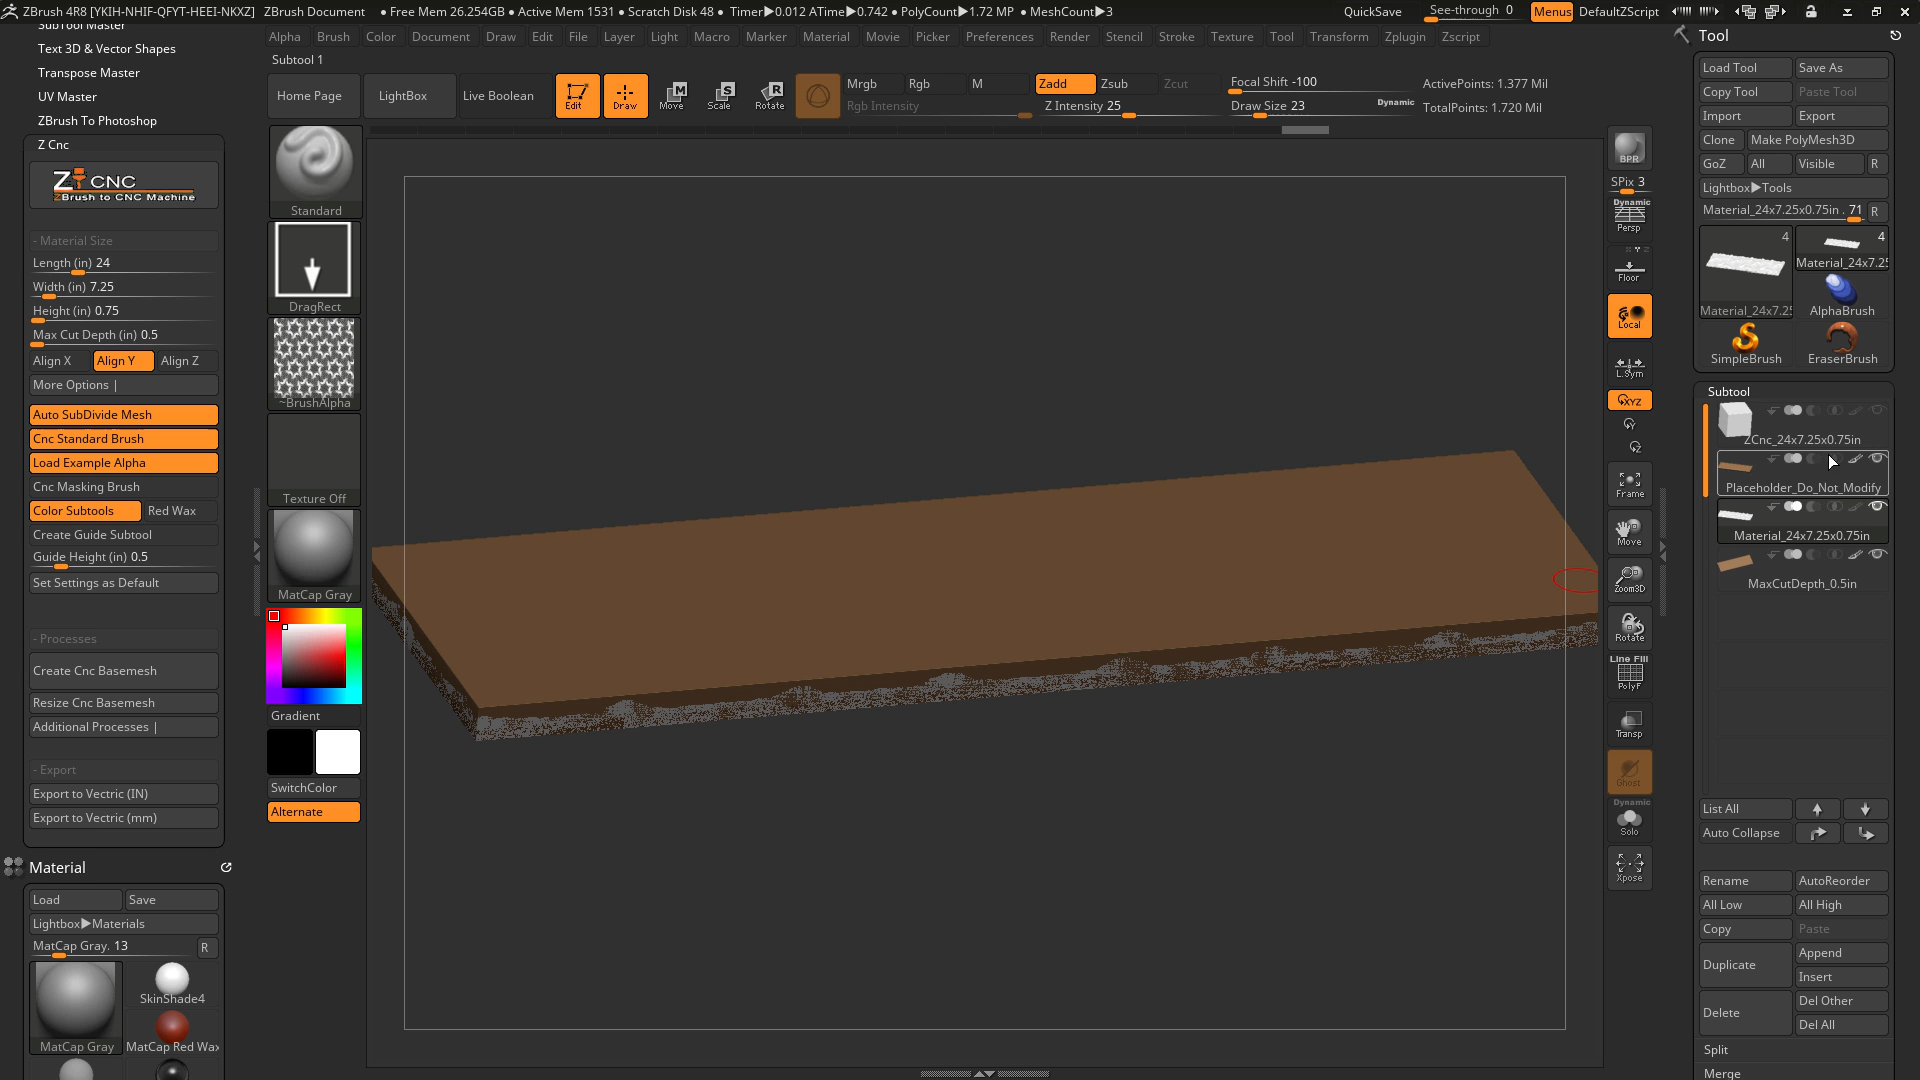 ZBrush 4R8 [YKIH-NHIF-QFYT-HEEI-NKXZ] ZBrush Document ● Free Mem 26.254GB ● Active Mem 1531 ● Scratch Disk 48 ● Timer▶0.012 ATime▶0.742 ● PolyCount▶1.72 MP ● MeshCount▶3 QuickSave See-through 0 Menus DefaultZScript
Alpha Brush Color Document Draw Edit File Layer Light Macro Marker Material Movie Picker Preferences Render Stencil Stroke Texture Tool Transform Zplugin Zscript
Subtool 1
SubTool Master
Text 3D & Vector Shapes
Transpose Master
UV Master
ZBrush To Photoshop
Z Cnc
Z CNC
ZBrush to CNC Machine
- Material Size
Length (in) 24
Width (in) 7.25
Height (in) 0.75
Max Cut Depth (in) 0.5
Align X Align Y Align Z
More Options |
Auto SubDivide Mesh
Cnc Standard Brush
Load Example Alpha
Cnc Masking Brush
Color Subtools Red Wax
Create Guide Subtool
Guide Height (in) 0.5
Set Settings as Default
- Processes
Create Cnc Basemesh
Resize Cnc Basemesh
Additional Processes |
- Export
Export to Vectric (IN)
Export to Vectric (mm)
Material
Load Save
Lightbox▶Materials
MatCap Gray. 13 R
SkinShade4
MatCap Gray MatCap Red Wax
Home Page LightBox Live Boolean Edit Draw Move Scale Rotate
M S R
Mrgb Rgb M Zadd Zsub Zcut
Rgb Intensity Z Intensity 25
Focal Shift -100
Draw Size 23 Dynamic
ActivePoints: 1.377 Mil
TotalPoints: 1.720 Mil
Standard
DragRect
~BrushAlpha
Texture Off
MatCap Gray
Gradient
SwitchColor
Alternate
BPR
SPix 3
Dynamic
Persp
Floor
Local
L.Sym
XYZ
Y
Z
Frame
Move
Zoom3D
Rotate
Line Fill
PolyF
Transp
Ghost
Dynamic
Solo
Xpose
Tool
Load Tool Save As
Copy Tool Paste Tool
Import Export
Clone Make PolyMesh3D
GoZ All Visible R
Lightbox▶Tools
Material_24x7.25x0.75in . 71 R
4 4
Material_24x7.25
Material_24x7.25 AlphaBrush
SimpleBrush EraserBrush
Subtool
ZCnc_24x7.25x0.75in
Placeholder_Do_Not_Modify
Material_24x7.25x0.75in
MaxCutDepth_0.5in
List All
Auto Collapse
Rename AutoReorder
All Low All High
Copy Paste
Duplicate Append
Insert
Delete Del Other
Del All
Split
Merge